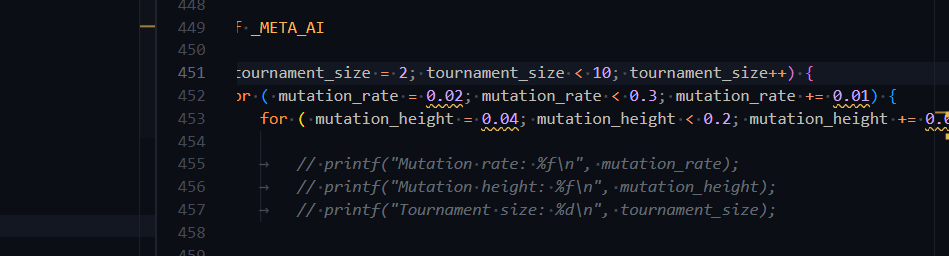 448
449 f _META_AI
450
451 tournament_size = 2; tournament_size < 10; tournament_size++) {
452 or ( mutation_rate = 0.02; mutation_rate < 0.3; mutation_rate += 0.01) {
453 for ( mutation_height = 0.04; mutation_height < 0.2; mutation_height += 0.0
454
455 // printf("Mutation rate: %f\n", mutation_rate);
456 // printf("Mutation height: %f\n", mutation_height);
457 // printf("Tournament size: %d\n", tournament_size);
458
459